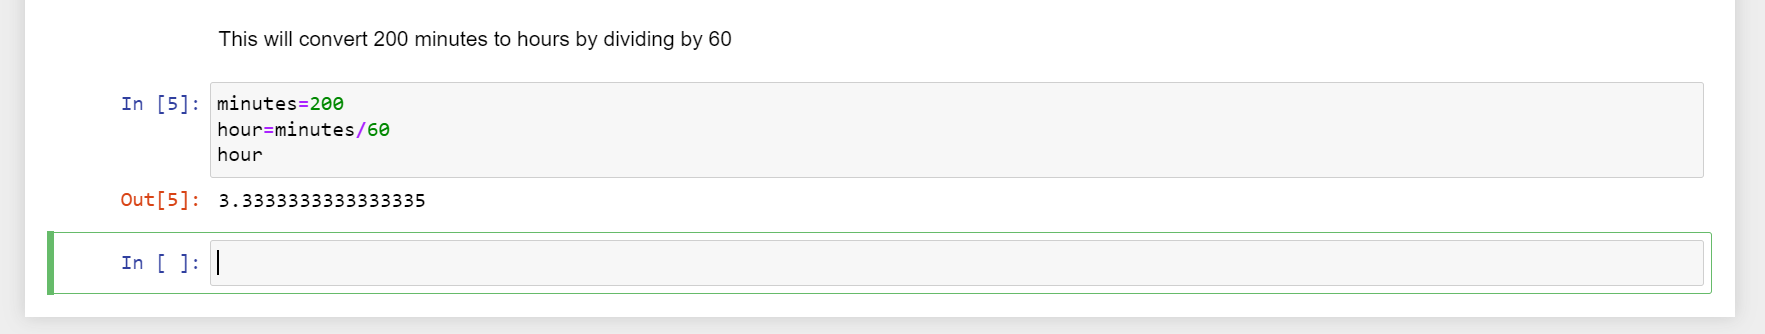 This will convert 200 minutes to hours by dividing by 60
In [5]: minutes=200
hour=minutes/60
hour
Out[5]: 3.3333333333333335
In [ ]: